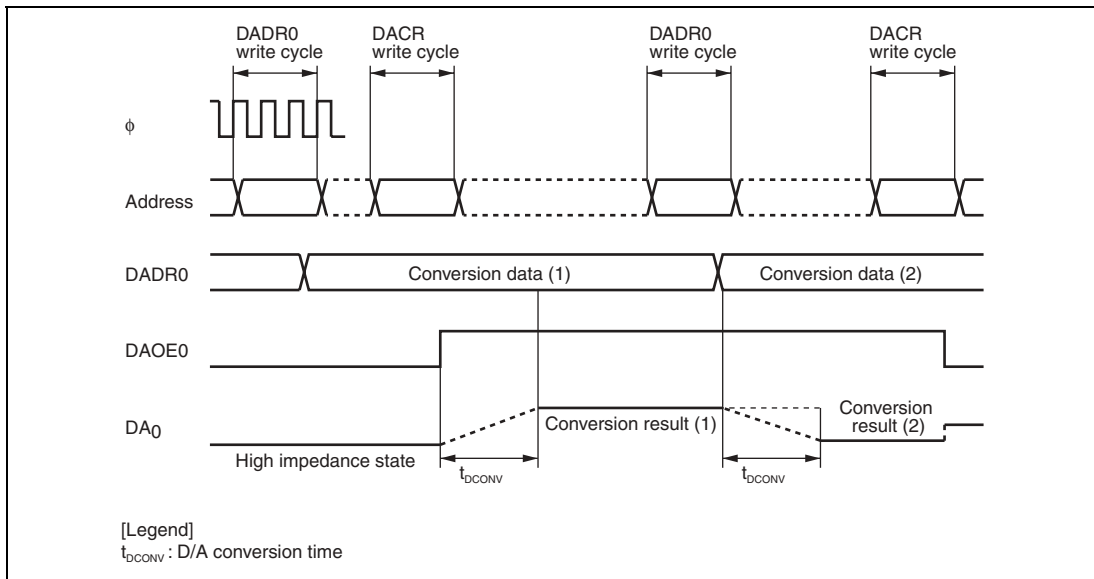 DADR0
write cycle
DACR
write cycle
DADR0
write cycle
DACR
write cycle
ϕ
Address
DADR0
Conversion data (1)
Conversion data (2)
DAOE0
DA0
Conversion result (1)
Conversion
result (2)
High impedance state
tDCONV
tDCONV
[Legend]
tDCONV : D/A conversion time